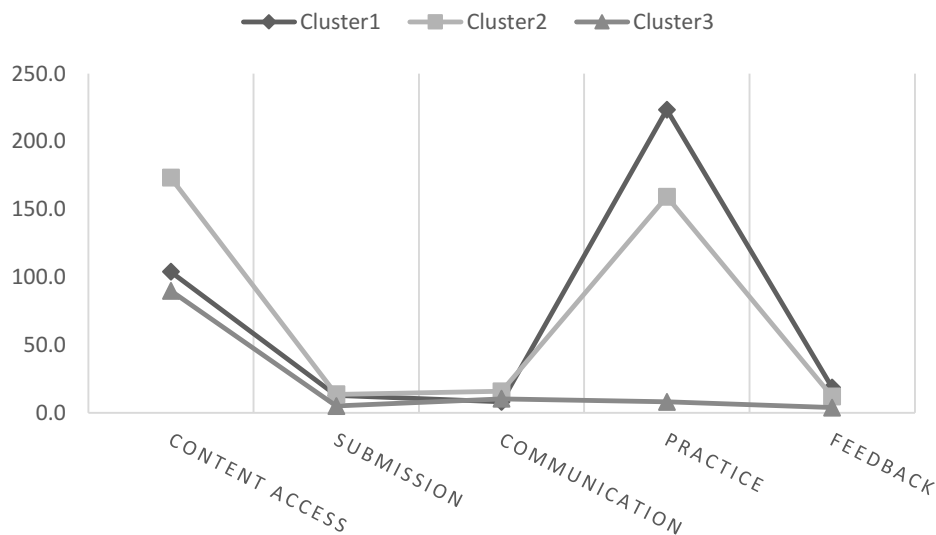 Cluster1 Cluster2 Cluster3
250.0
200.0
150.0
100.0
50.0
0.0
CONTENT ACCESS
SUBMISSION
COMMUNICATION
PRACTICE
FEEDBACK